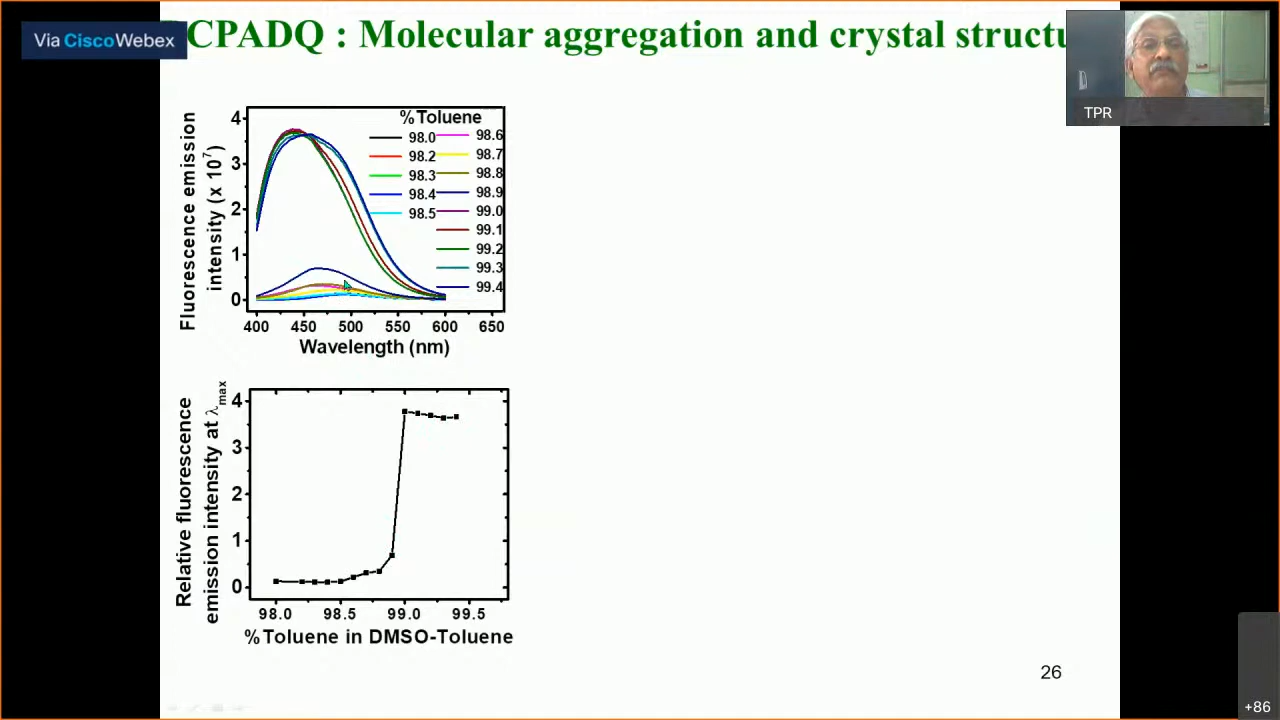 Via Cisco Webex
CPADQ : Molecular aggregation and crystal structu
TPR
Fluorescence emission
intensity (x 10⁷)
4
3
2
1
0
% Toluene
98.0
98.2
98.3
98.4
98.5
98.6
98.7
98.8
98.9
99.0
99.1
99.2
99.3
99.4
400 450 500 550 600 650
Wavelength (nm)
Relative fluorescence
emission intensity at λmax
4
3
2
1
0
98.0 98.5 99.0 99.5
% Toluene in DMSO-Toluene
26
+86